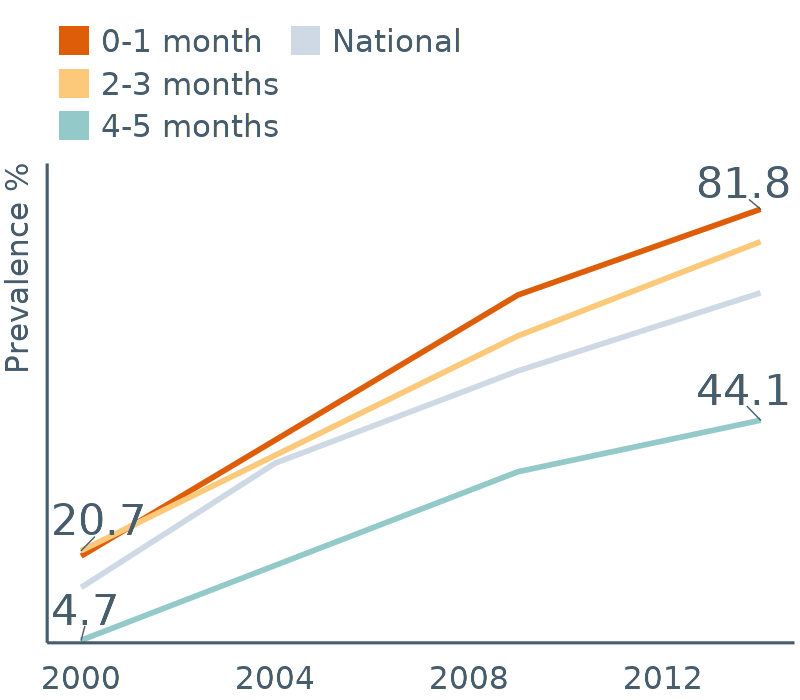 0-1 month
National
2-3 months
4-5 months
Prevalence %
81.8
44.1
20.7
4.7
2000
2004
2008
2012